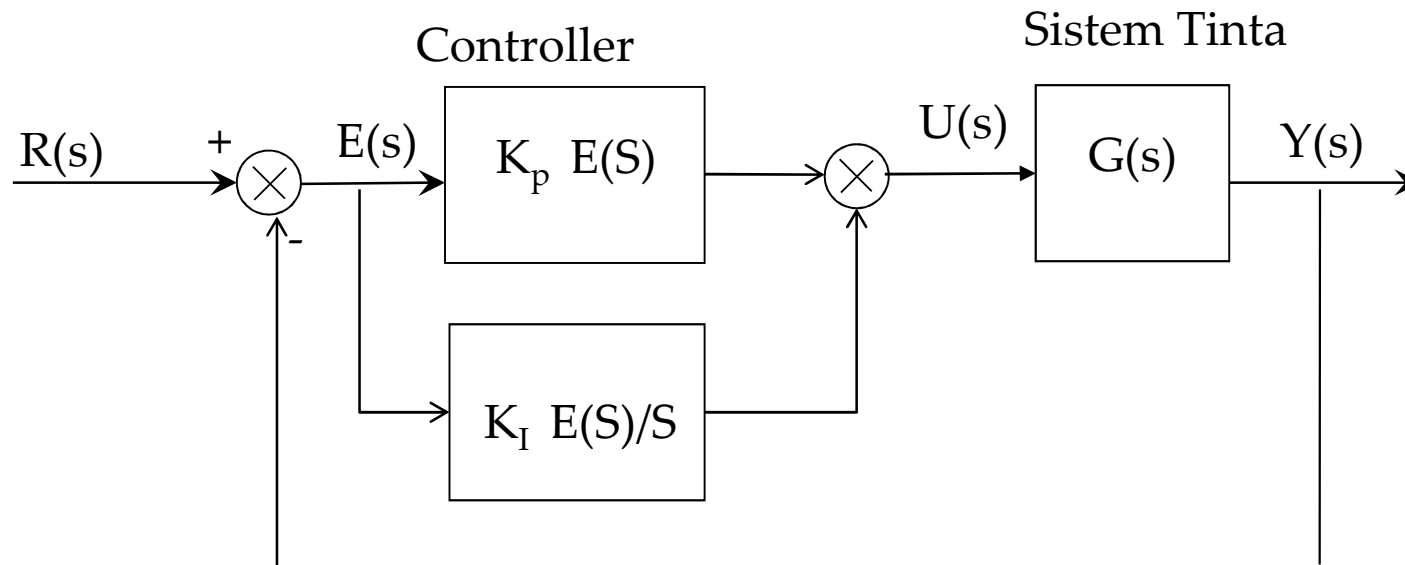 Controller
Sistem Tinta
R(s)
+
-
E(s)
K_p E(S)
U(s)
G(s)
Y(s)
K_I E(S)/S